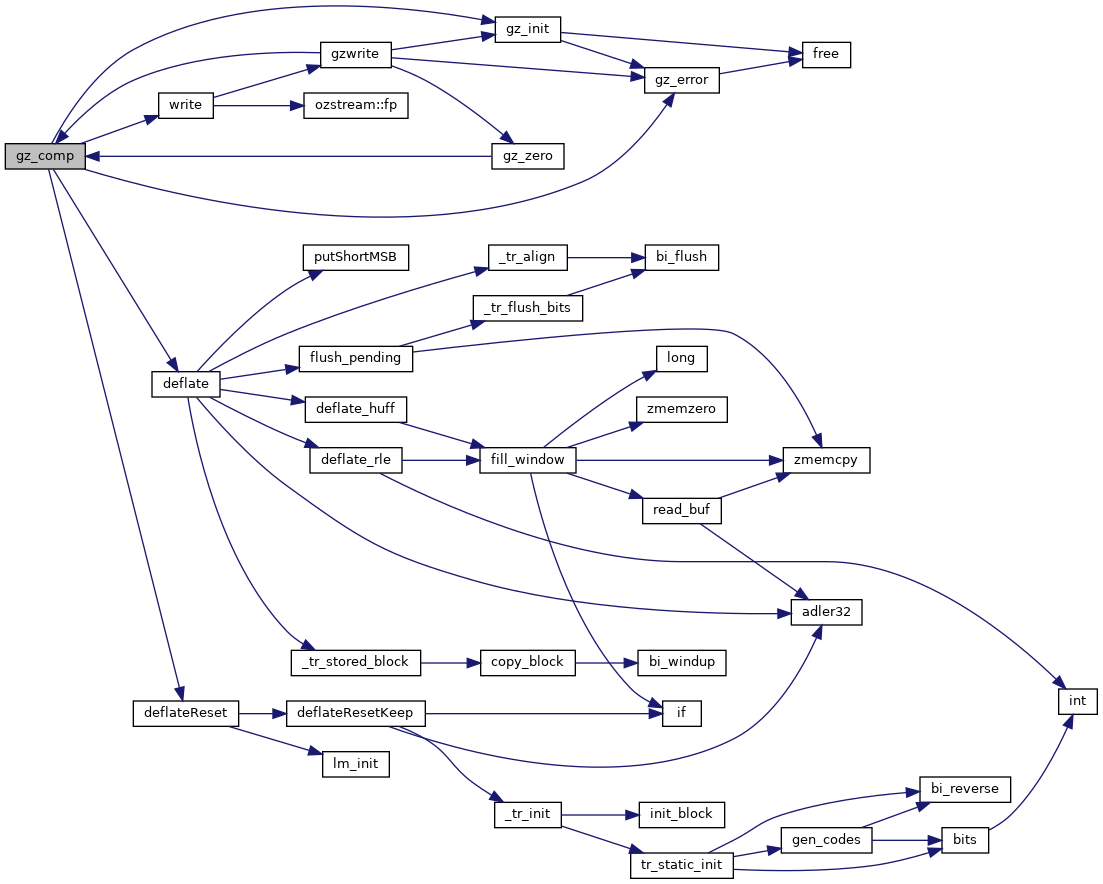 gz_init
gzwrite
free
gz_error
write
ozstream::fp
gz_comp
gz_zero
putShortMSB
_tr_align
bi_flush
_tr_flush_bits
flush_pending
long
deflate
deflate_huff
zmemzero
deflate_rle
fill_window
zmemcpy
read_buf
adler32
_tr_stored_block
copy_block
bi_windup
int
deflateReset
deflateResetKeep
if
lm_init
bi_reverse
_tr_init
init_block
gen_codes
bits
tr_static_init